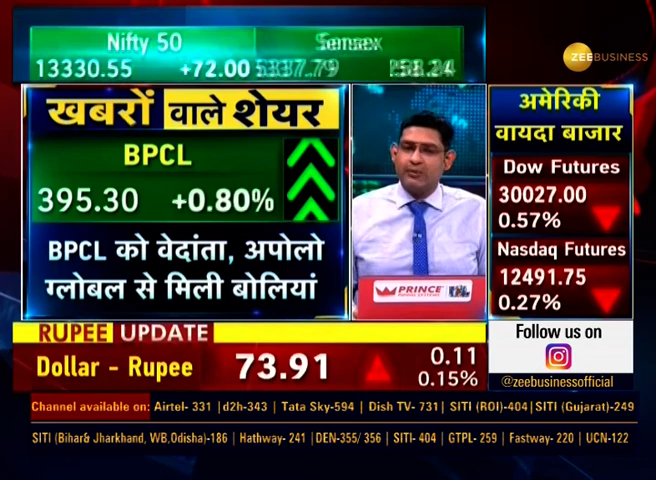 Nifty 50
13330.55 +72.00
Sensex
ZEE BUSINESS
खबरों वाले शेयर
BPCL
395.30 +0.80%
BPCL को वेदांता, अपोलो
ग्लोबल से मिली बोलियां
PRINCE
अमेरिकी
वायदा बाजार
Dow Futures
30027.00
0.57%
Nasdaq Futures
12491.75
0.27%
RUPEE UPDATE
Dollar - Rupee 73.91 0.11
0.15%
Follow us on
@zeebusinessofficial
Channel available on: Airtel- 331 | d2h-343 | Tata Sky-594 | Dish TV- 731 | SITI (ROI)-404 | SITI (Gujarat)-249
SITI (Bihar& Jharkhand, WB,Odisha)-186 | Hathway- 241 | DEN-355/ 356 | SITI- 404 | GTPL- 259 | Fastway- 220 | UCN-122